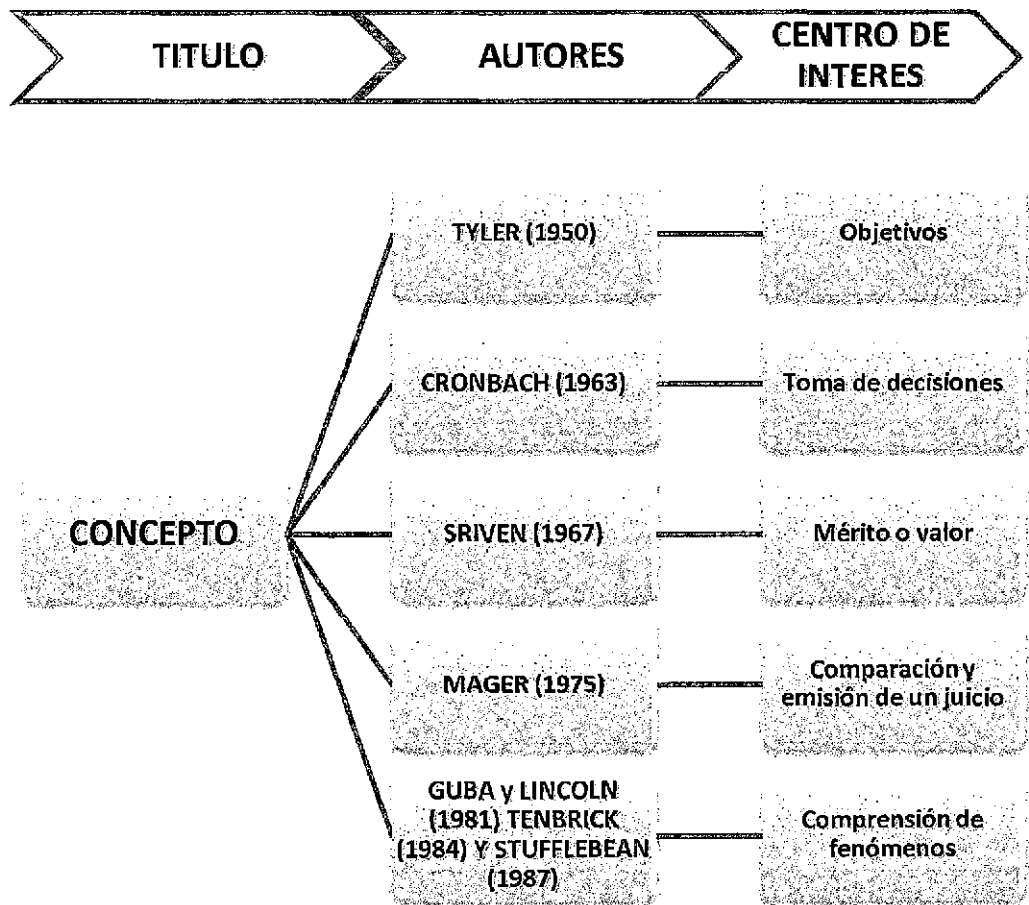 TITULO
AUTORES
CENTRO DE
INTERES
TYLER (1950)
Objetivos
CRONBACH (1963)
Toma de decisiones
CONCEPTO
SRIVEN (1967)
Mérito o valor
MAGER (1975)
Comparación y
emisión de un juicio
GUBA y LINCOLN
(1981) TENBRICK
(1984) Y STUFFLEBEAN
(1987)
Comprensión de
fenómenos